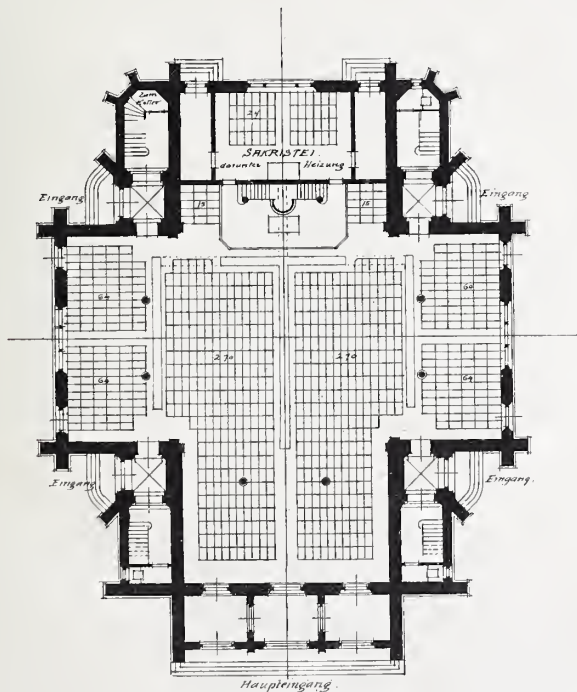 Zum
Keller
24
SAKRISTEI.
darunter Heizung
Eingang
Eingang
15
15
64
60
270
270
64
64
Eingang
Eingang.
Haupteingang.